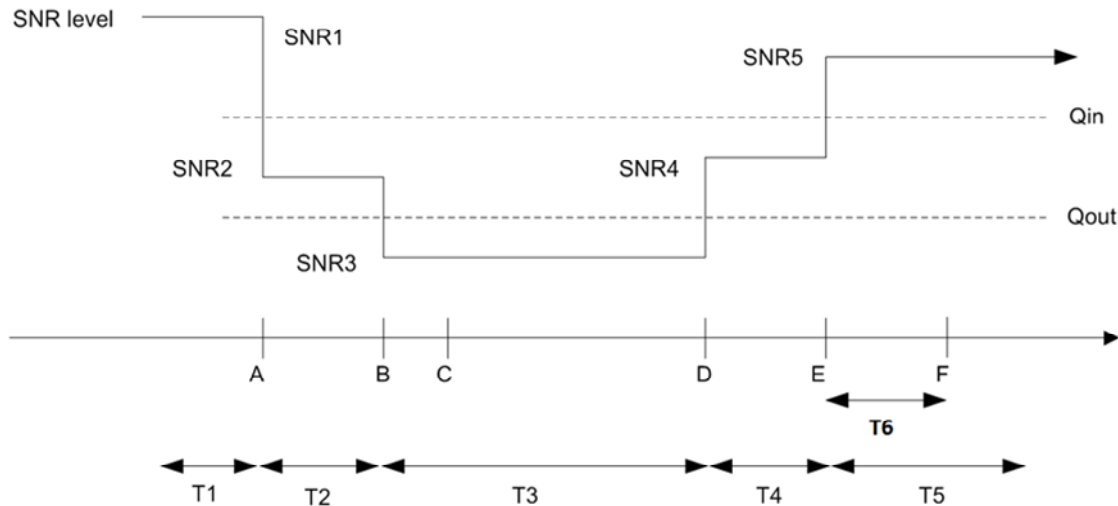 SNR level
SNR1
SNR5
Qin
SNR2
SNR4
Qout
SNR3
A B C D E F
T6
T1 T2 T3 T4 T5